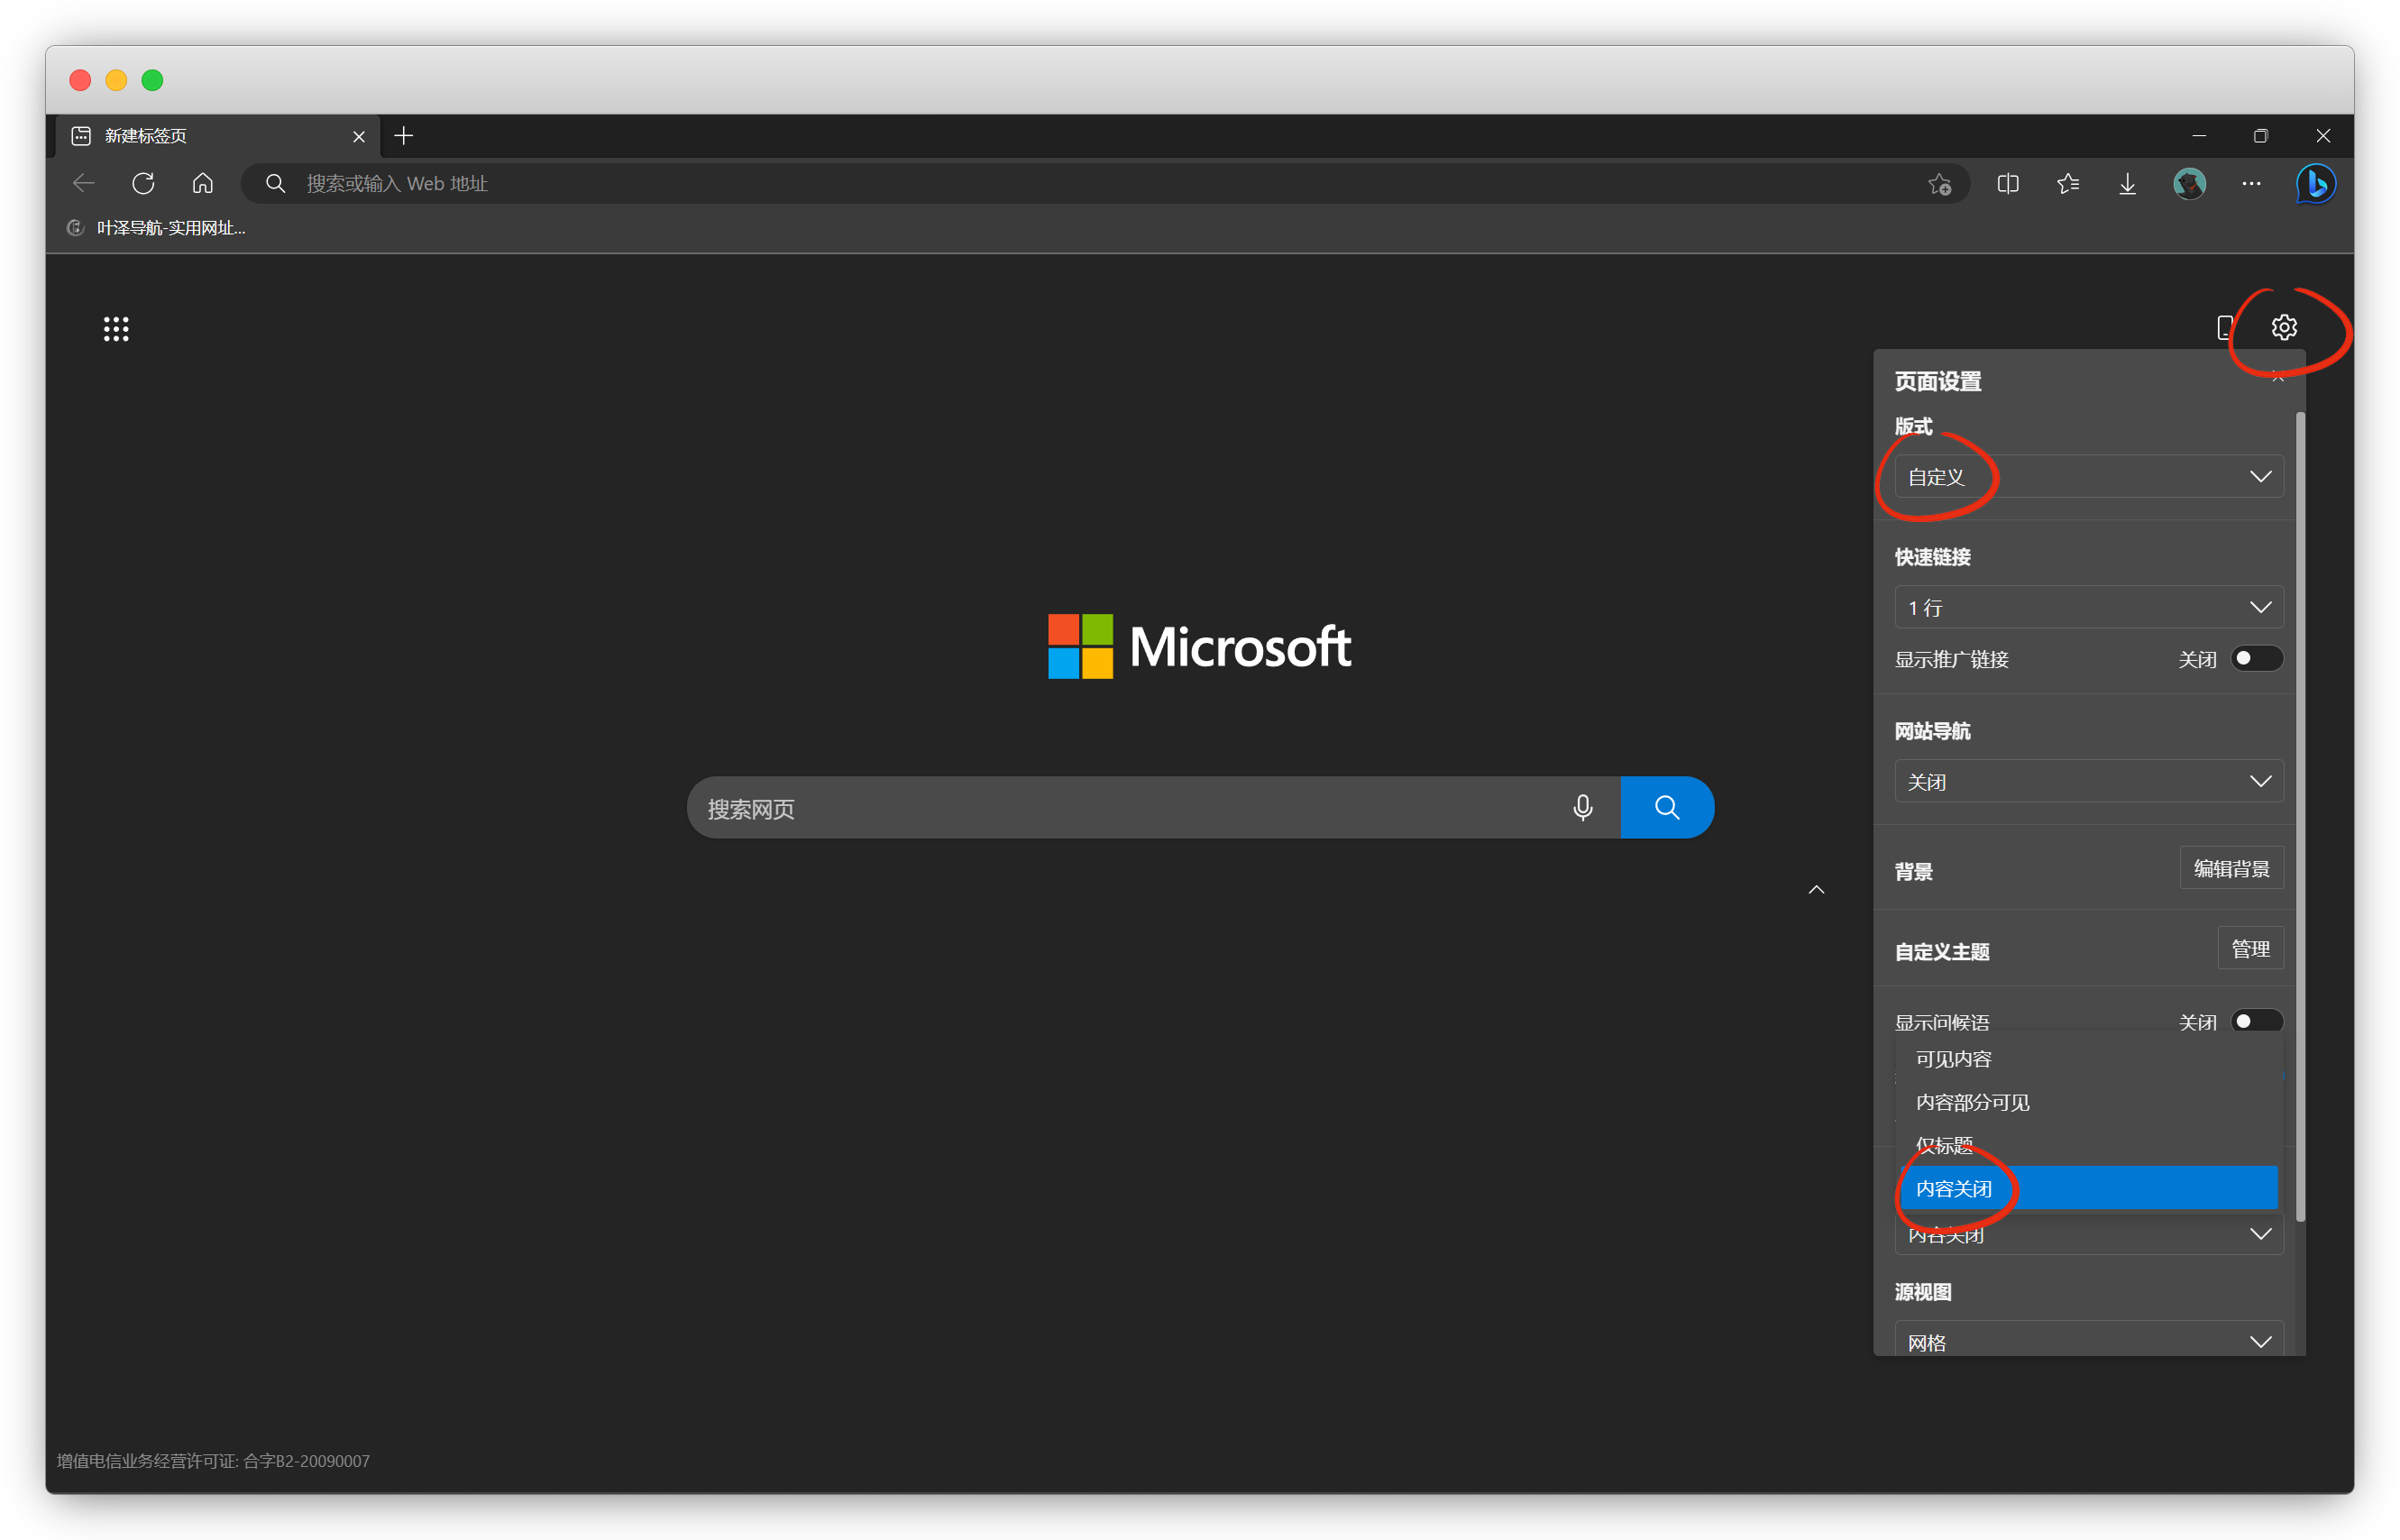 新建标签页
搜索或输入 Web 地址
叶泽导航-实用网址...
页面设置
版式
自定义
快速链接
1 行
显示推广链接 关闭
网站导航
关闭
Microsoft
搜索网页
背景 编辑背景
自定义主题 管理
显示问候语 关闭
可见内容
内容部分可见
仅标题
内容关闭
内容关闭
源视图
网格
增值电信业务经营许可证: 合字B2-20090007